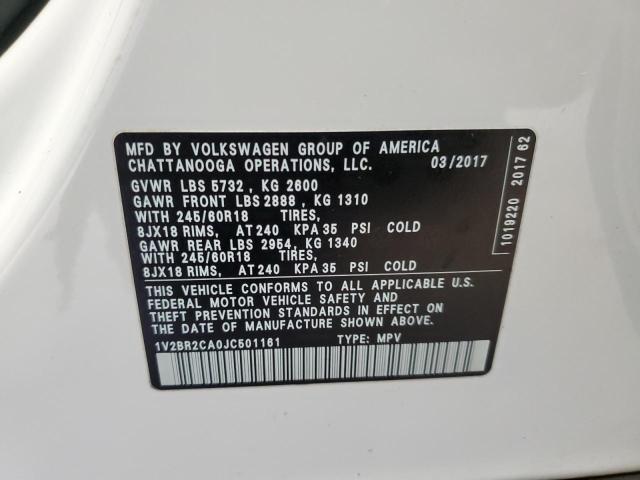 MFD BY VOLKSWAGEN GROUP OF AMERICA
CHATTANOOGA OPERATIONS, LLC. 03/2017
GVWR LBS 5732 , KG 2600
GAWR FRONT LBS 2888 , KG 1310
WITH 245/60R18 TIRES,
8JX18 RIMS, AT 240 KPA 35 PSI COLD
GAWR REAR LBS 2954, KG 1340
WITH 245/60R18 TIRES,
8JX18 RIMS, AT 240 KPA 35 PSI COLD
THIS VEHICLE CONFORMS TO ALL APPLICABLE U.S.
FEDERAL MOTOR VEHICLE SAFETY AND
THEFT PREVENTION STANDARDS IN EFFECT ON
THE DATE OF MANUFACTURE SHOWN ABOVE
1V2BR2CA0JC501161 TYPE: MPV
1019220 2017 62